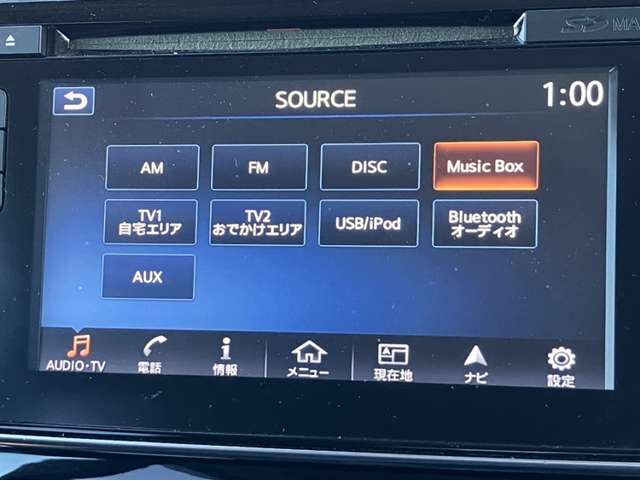 SD MA
SOURCE
1:00
AM
FM
DISC
Music Box
TV1
自宅エリア
TV2
おでかけエリア
USB/iPod
Bluetooth
オーディオ
AUX
AUDIO・TV
電話
情報
メニュー
現在地
ナビ
設定